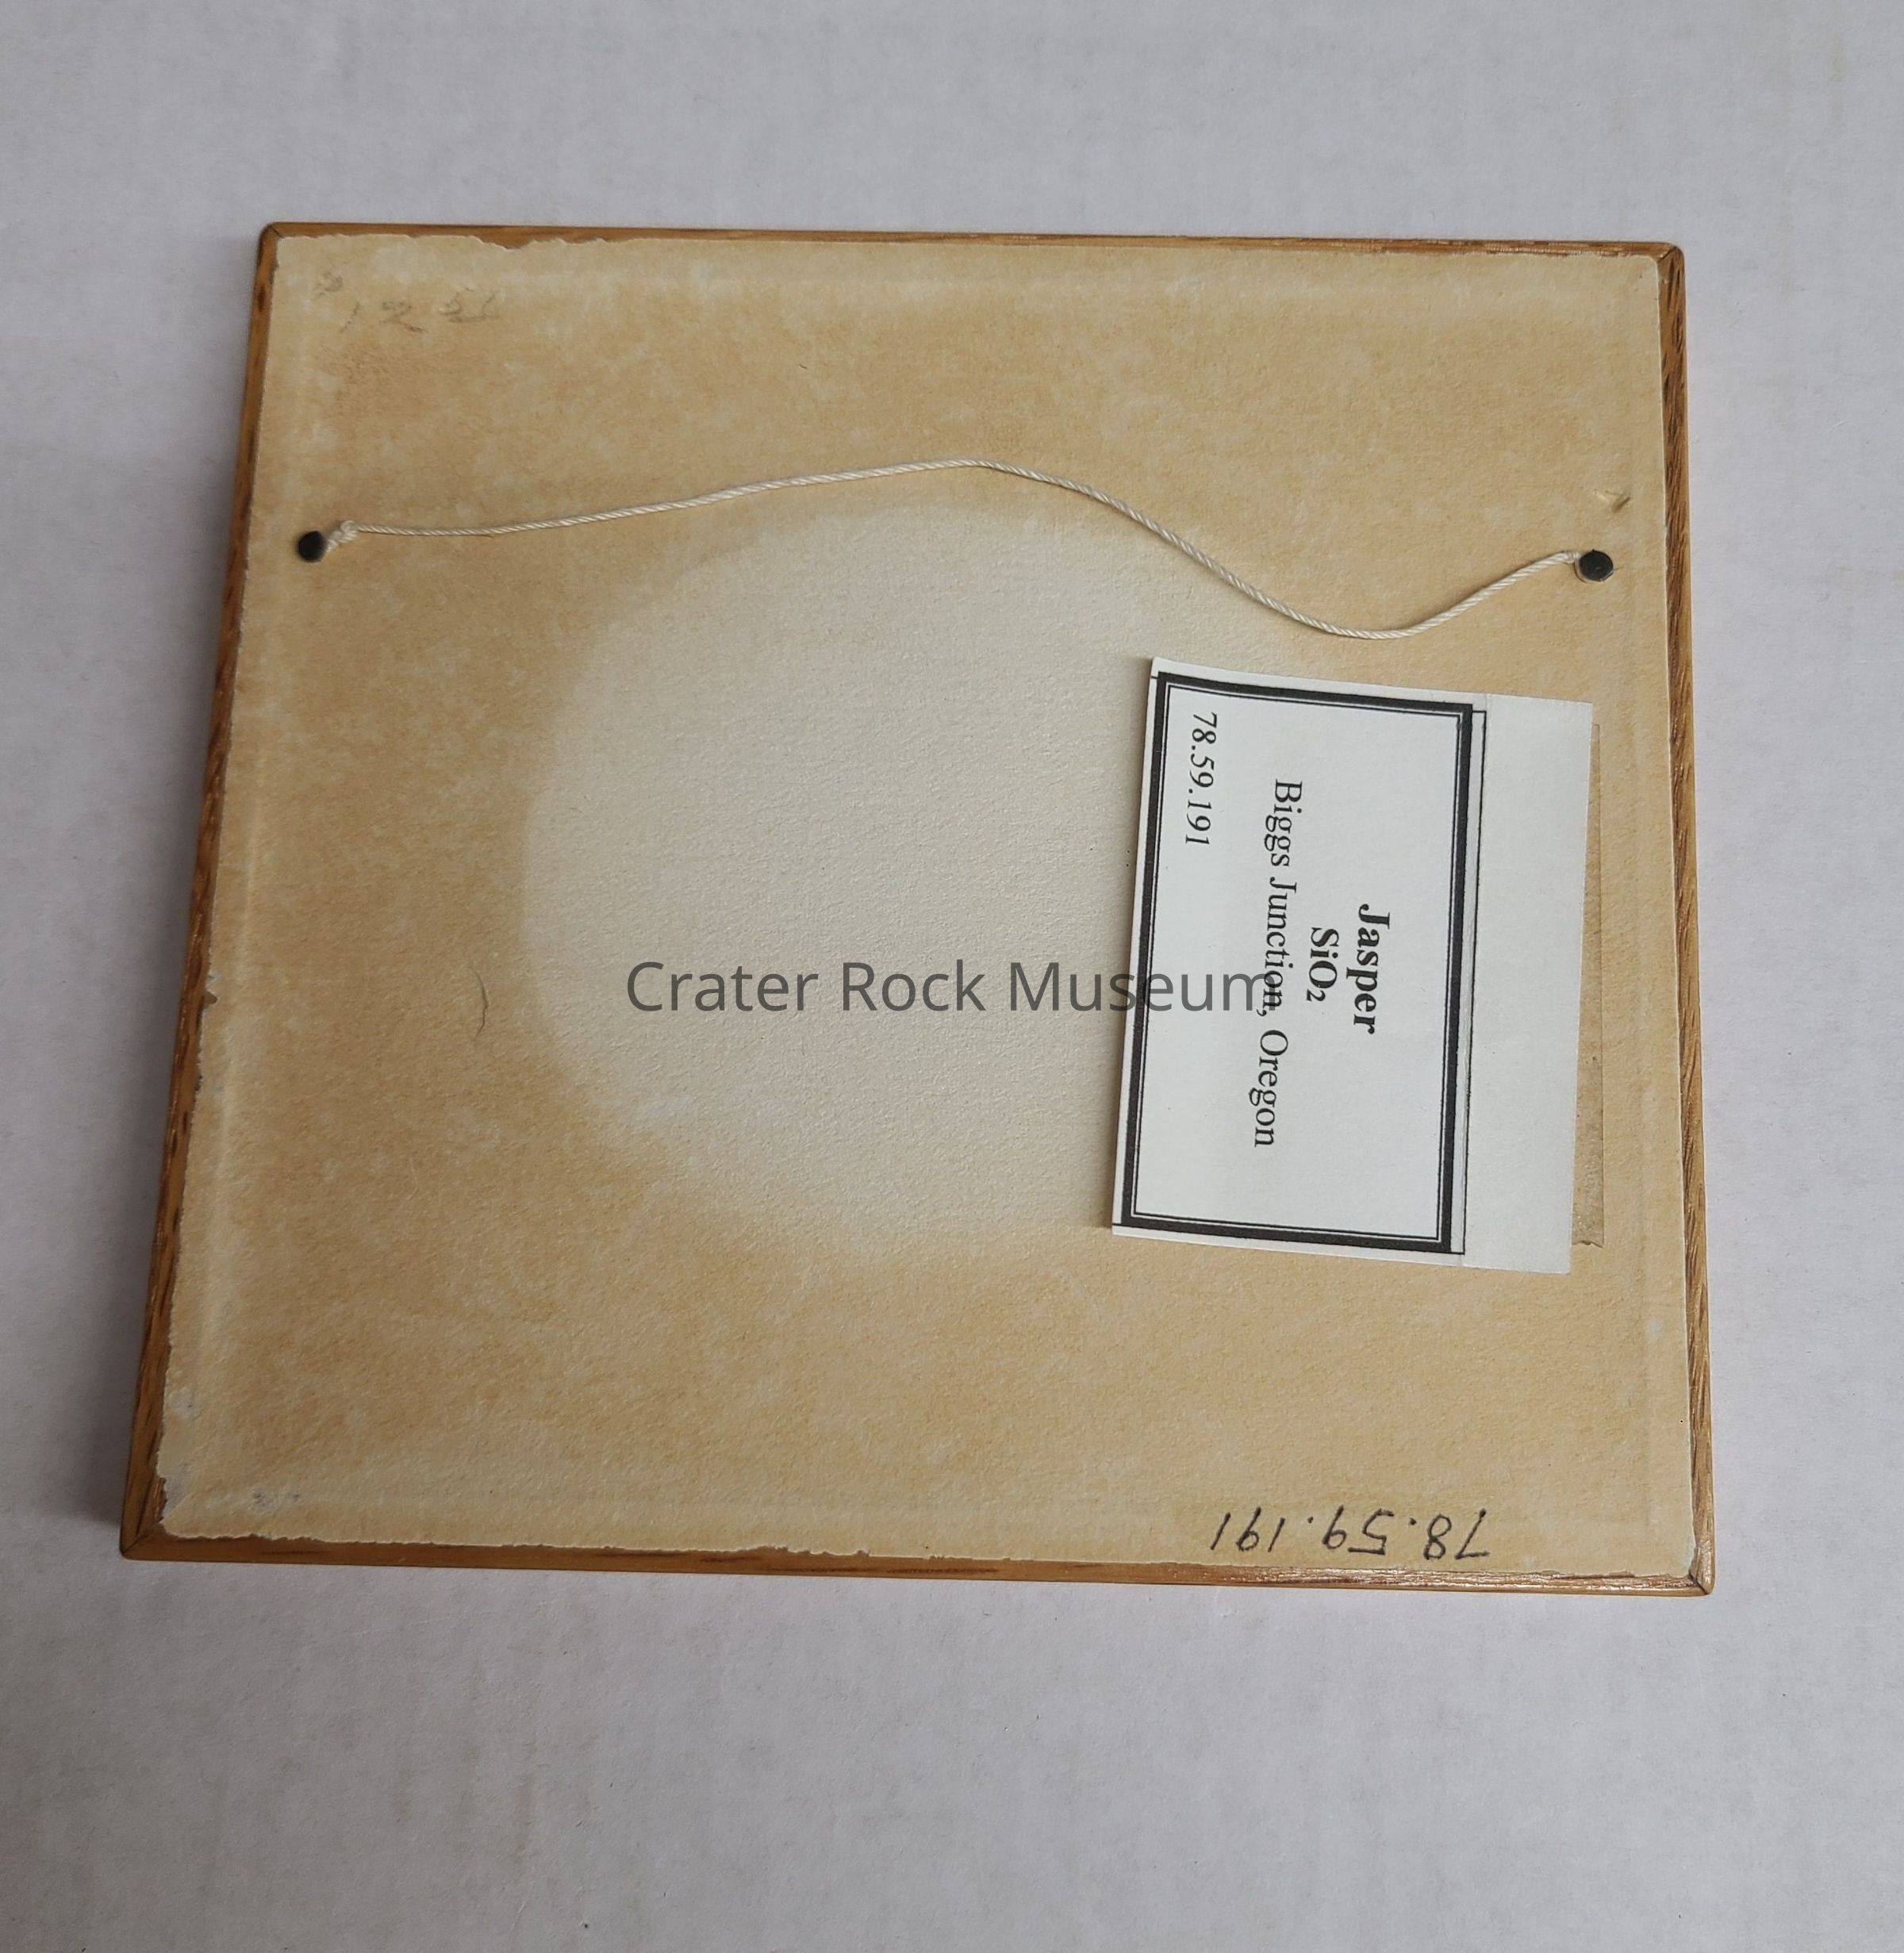 Jasper
SiO₂
Biggs Junction, Oregon
78.59.191
Crater Rock Museum
78.59.191